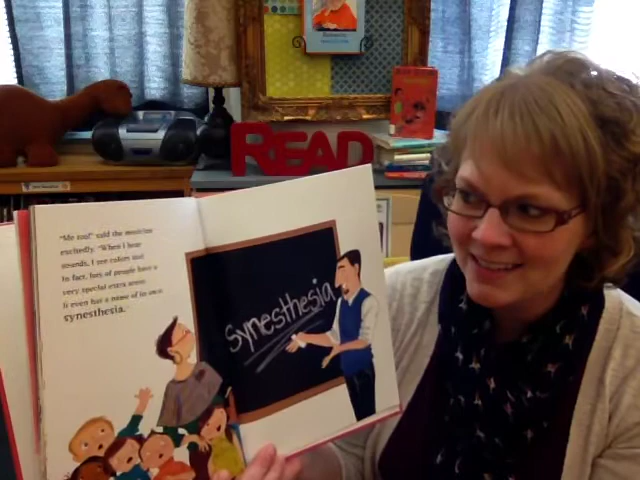 READ
"Me too!" said the musician
excitedly. "When I hear
sounds, I see colors too!
In fact, lots of people have a
very special extra sense.
It even has a name of its own:
synesthesia."
synesthesia